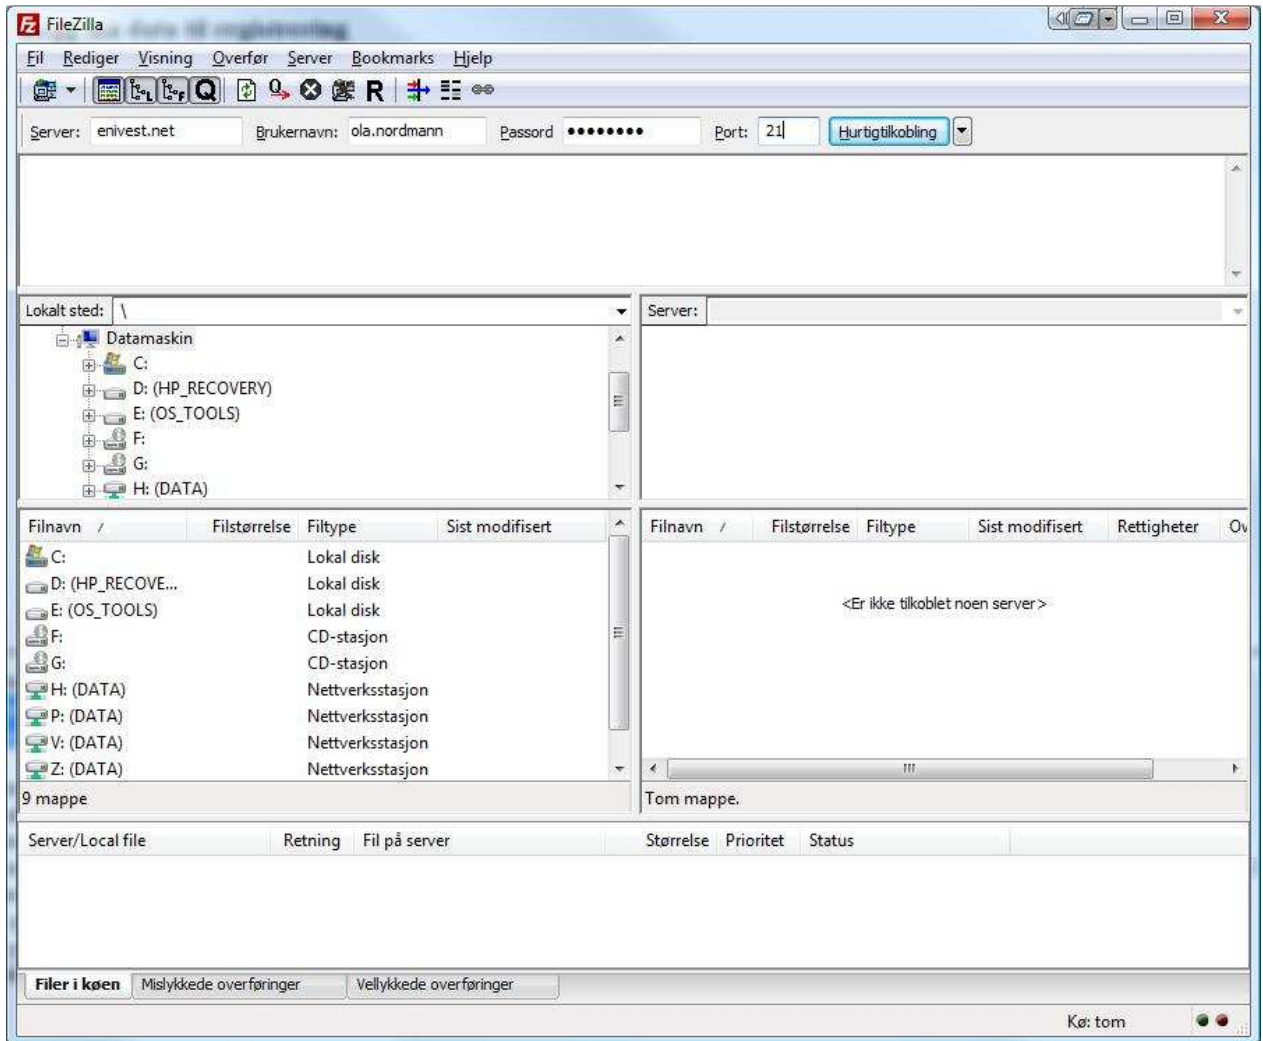 FileZilla
Fil Rediger Visning Overfør Server Bookmarks Hjelp
Server: enivest.net Brukernavn: ola.nordmann Passord ●●●●●●●● Port: 21 Hurtigtilkobling
Lokalt sted: \
Server:
Datamaskin
C:
D: (HP_RECOVERY)
E: (OS_TOOLS)
F:
G:
H: (DATA)
Filnavn / Filstørrelse Filtype Sist modifisert
C: Lokal disk
D: (HP_RECOVE... Lokal disk
E: (OS_TOOLS) Lokal disk
F: CD-stasjon
G: CD-stasjon
H: (DATA) Nettverksstasjon
P: (DATA) Nettverksstasjon
V: (DATA) Nettverksstasjon
Z: (DATA) Nettverksstasjon
9 mappe
Filnavn / Filstørrelse Filtype Sist modifisert Rettigheter Ov
<Er ikke tilkoblet noen server>
Tom mappe.
Server/Local file Retning Fil på server Størrelse Prioritet Status
Filer i køen Mislykkede overføringer Vellykkede overføringer
Kø: tom